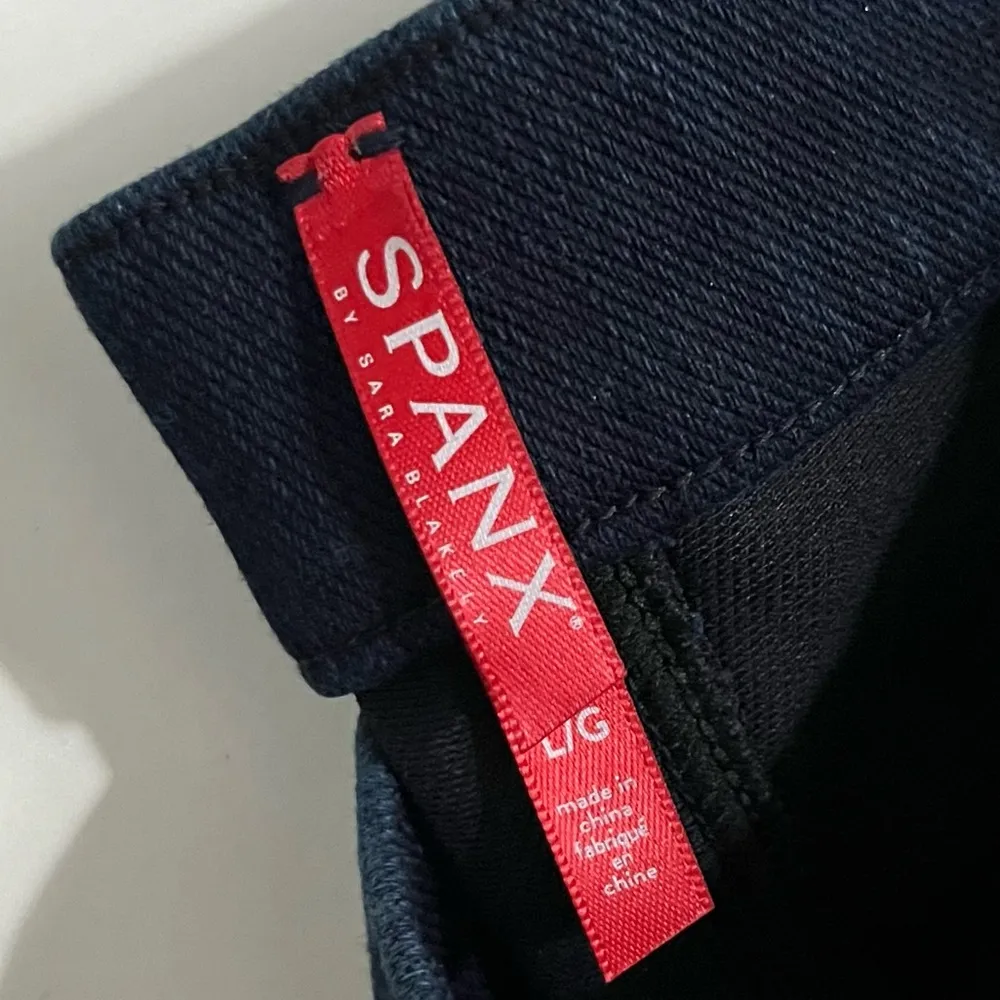 SPANX®
BY SARA BLAKELY
L/G
made in
china
fabriqué
en
chine